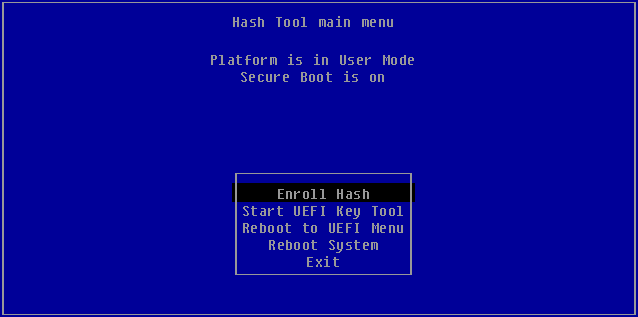 Hash Tool main menu
Platform is in User Mode
Secure Boot is on
Enroll Hash
Start UEFI Key Tool
Reboot to UEFI Menu
Reboot System
Exit